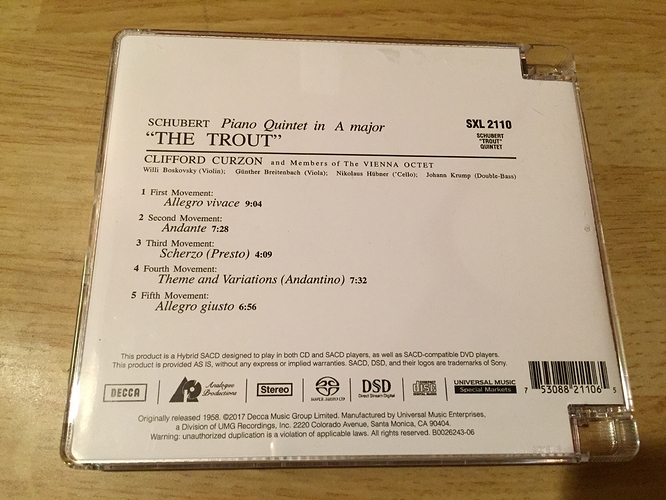 SCHUBERT Piano Quintet in A major
"THE TROUT"
SXL 2110
SCHUBERT
"TROUT"
QUINTET
CLIFFORD CURZON and Members of The VIENNA OCTET
Willi Boskovsky (Violin); Günther Breitenbach (Viola); Nikolaus Hübner ('Cello); Johann Krump (Double-Bass)
1 First Movement:
Allegro vivace 9:04
2 Second Movement:
Andante 7:28
3 Third Movement:
Scherzo (Presto) 4:09
4 Fourth Movement:
Theme and Variations (Andantino) 7:32
5 Fifth Movement:
Allegro giusto 6:56
This product is a Hybrid SACD designed to play in both CD and SACD players, as well as SACD-compatible DVD players.
This product is provided AS IS, without any express or implied warranties. SACD, DSD, and their logos are trademarks of Sony.
DECCA
Analogue
Productions
Stereo
SUPER AUDIO CD
DSD
Direct Stream Digital
COMPACT
disc
DIGITAL AUDIO
UNIVERSAL MUSIC
Special Markets
7 53088 21106 5
Originally released 1958. ©2017 Decca Music Group Limited. Manufactured by Universal Music Enterprises,
a Division of UMG Recordings, Inc. 2220 Colorado Avenue, Santa Monica, CA 90404.
Warning: unauthorized duplication is a violation of applicable laws. All rights reserved. B0026243-06